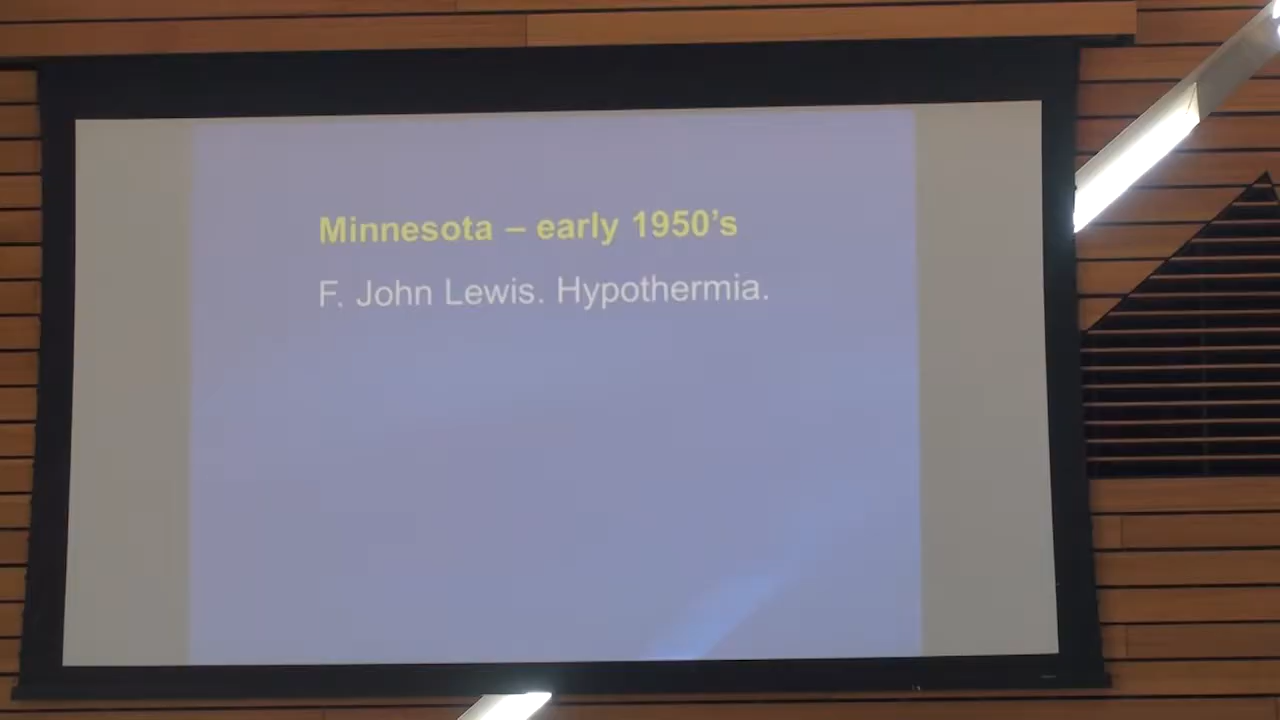 Minnesota – early 1950’s
F. John Lewis. Hypothermia.